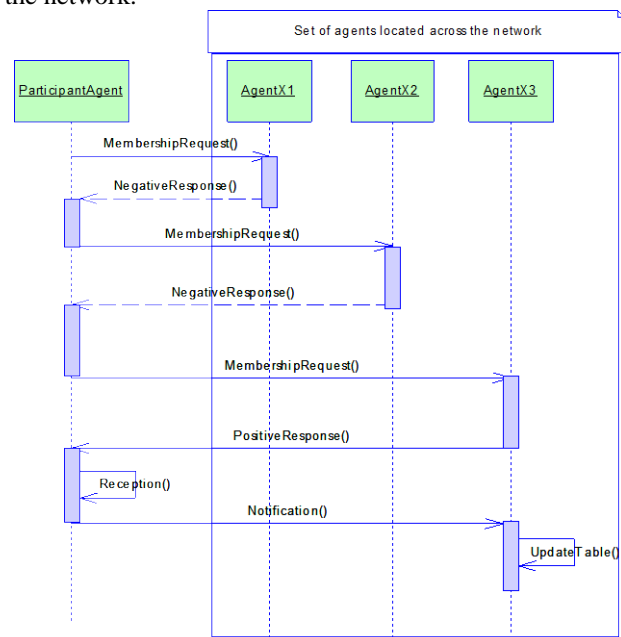 the network.
Set of agents located across the network
ParticipantAgent
AgentX1
AgentX2
AgentX3
MembershipRequest()
NegativeResponse()
MembershipRequest()
NegativeResponse()
MembershipRequest()
PositiveResponse()
Reception()
Notification()
UpdateTable()